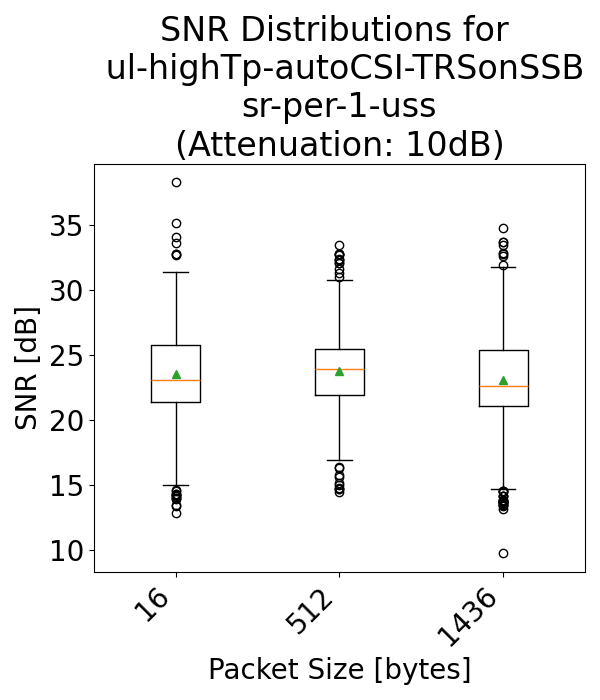 SNR Distributions for
ul-highTp-autoCSI-TRSonSSB
sr-per-1-uss
(Attenuation: 10dB)
SNR [dB]
35
30
25
20
15
10
16
512
1436
Packet Size [bytes]